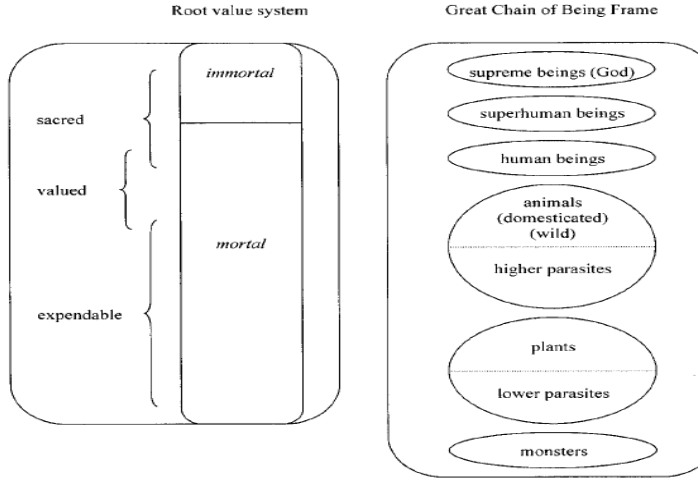 Root value system
Great Chain of Being Frame
immortal
sacred
valued
mortal
expendable
supreme beings (God)
superhuman beings
human beings
animals
(domesticated)
(wild)
higher parasites
plants
lower parasites
monsters